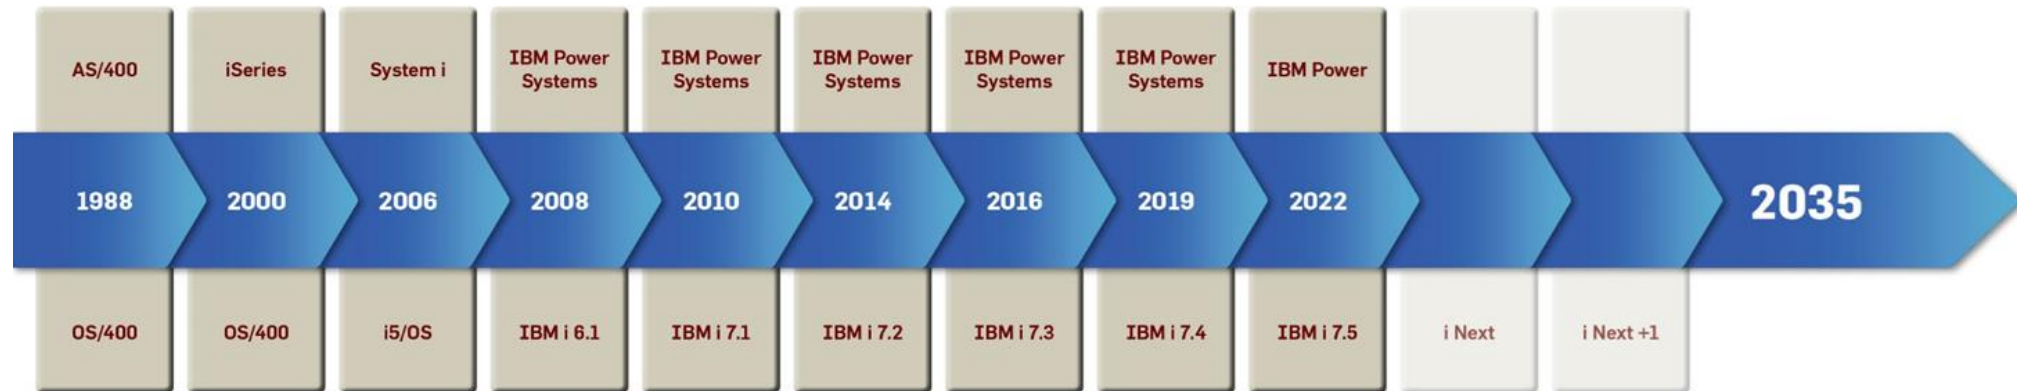 AS/400
iSeries
System i
IBM Power
Systems
IBM Power
Systems
IBM Power
Systems
IBM Power
Systems
IBM Power
Systems
IBM Power
1988
2000
2006
2008
2010
2014
2016
2019
2022
2035
OS/400
OS/400
i5/OS
IBM i 6.1
IBM i 7.1
IBM i 7.2
IBM i 7.3
IBM i 7.4
IBM i 7.5
i Next
i Next +1